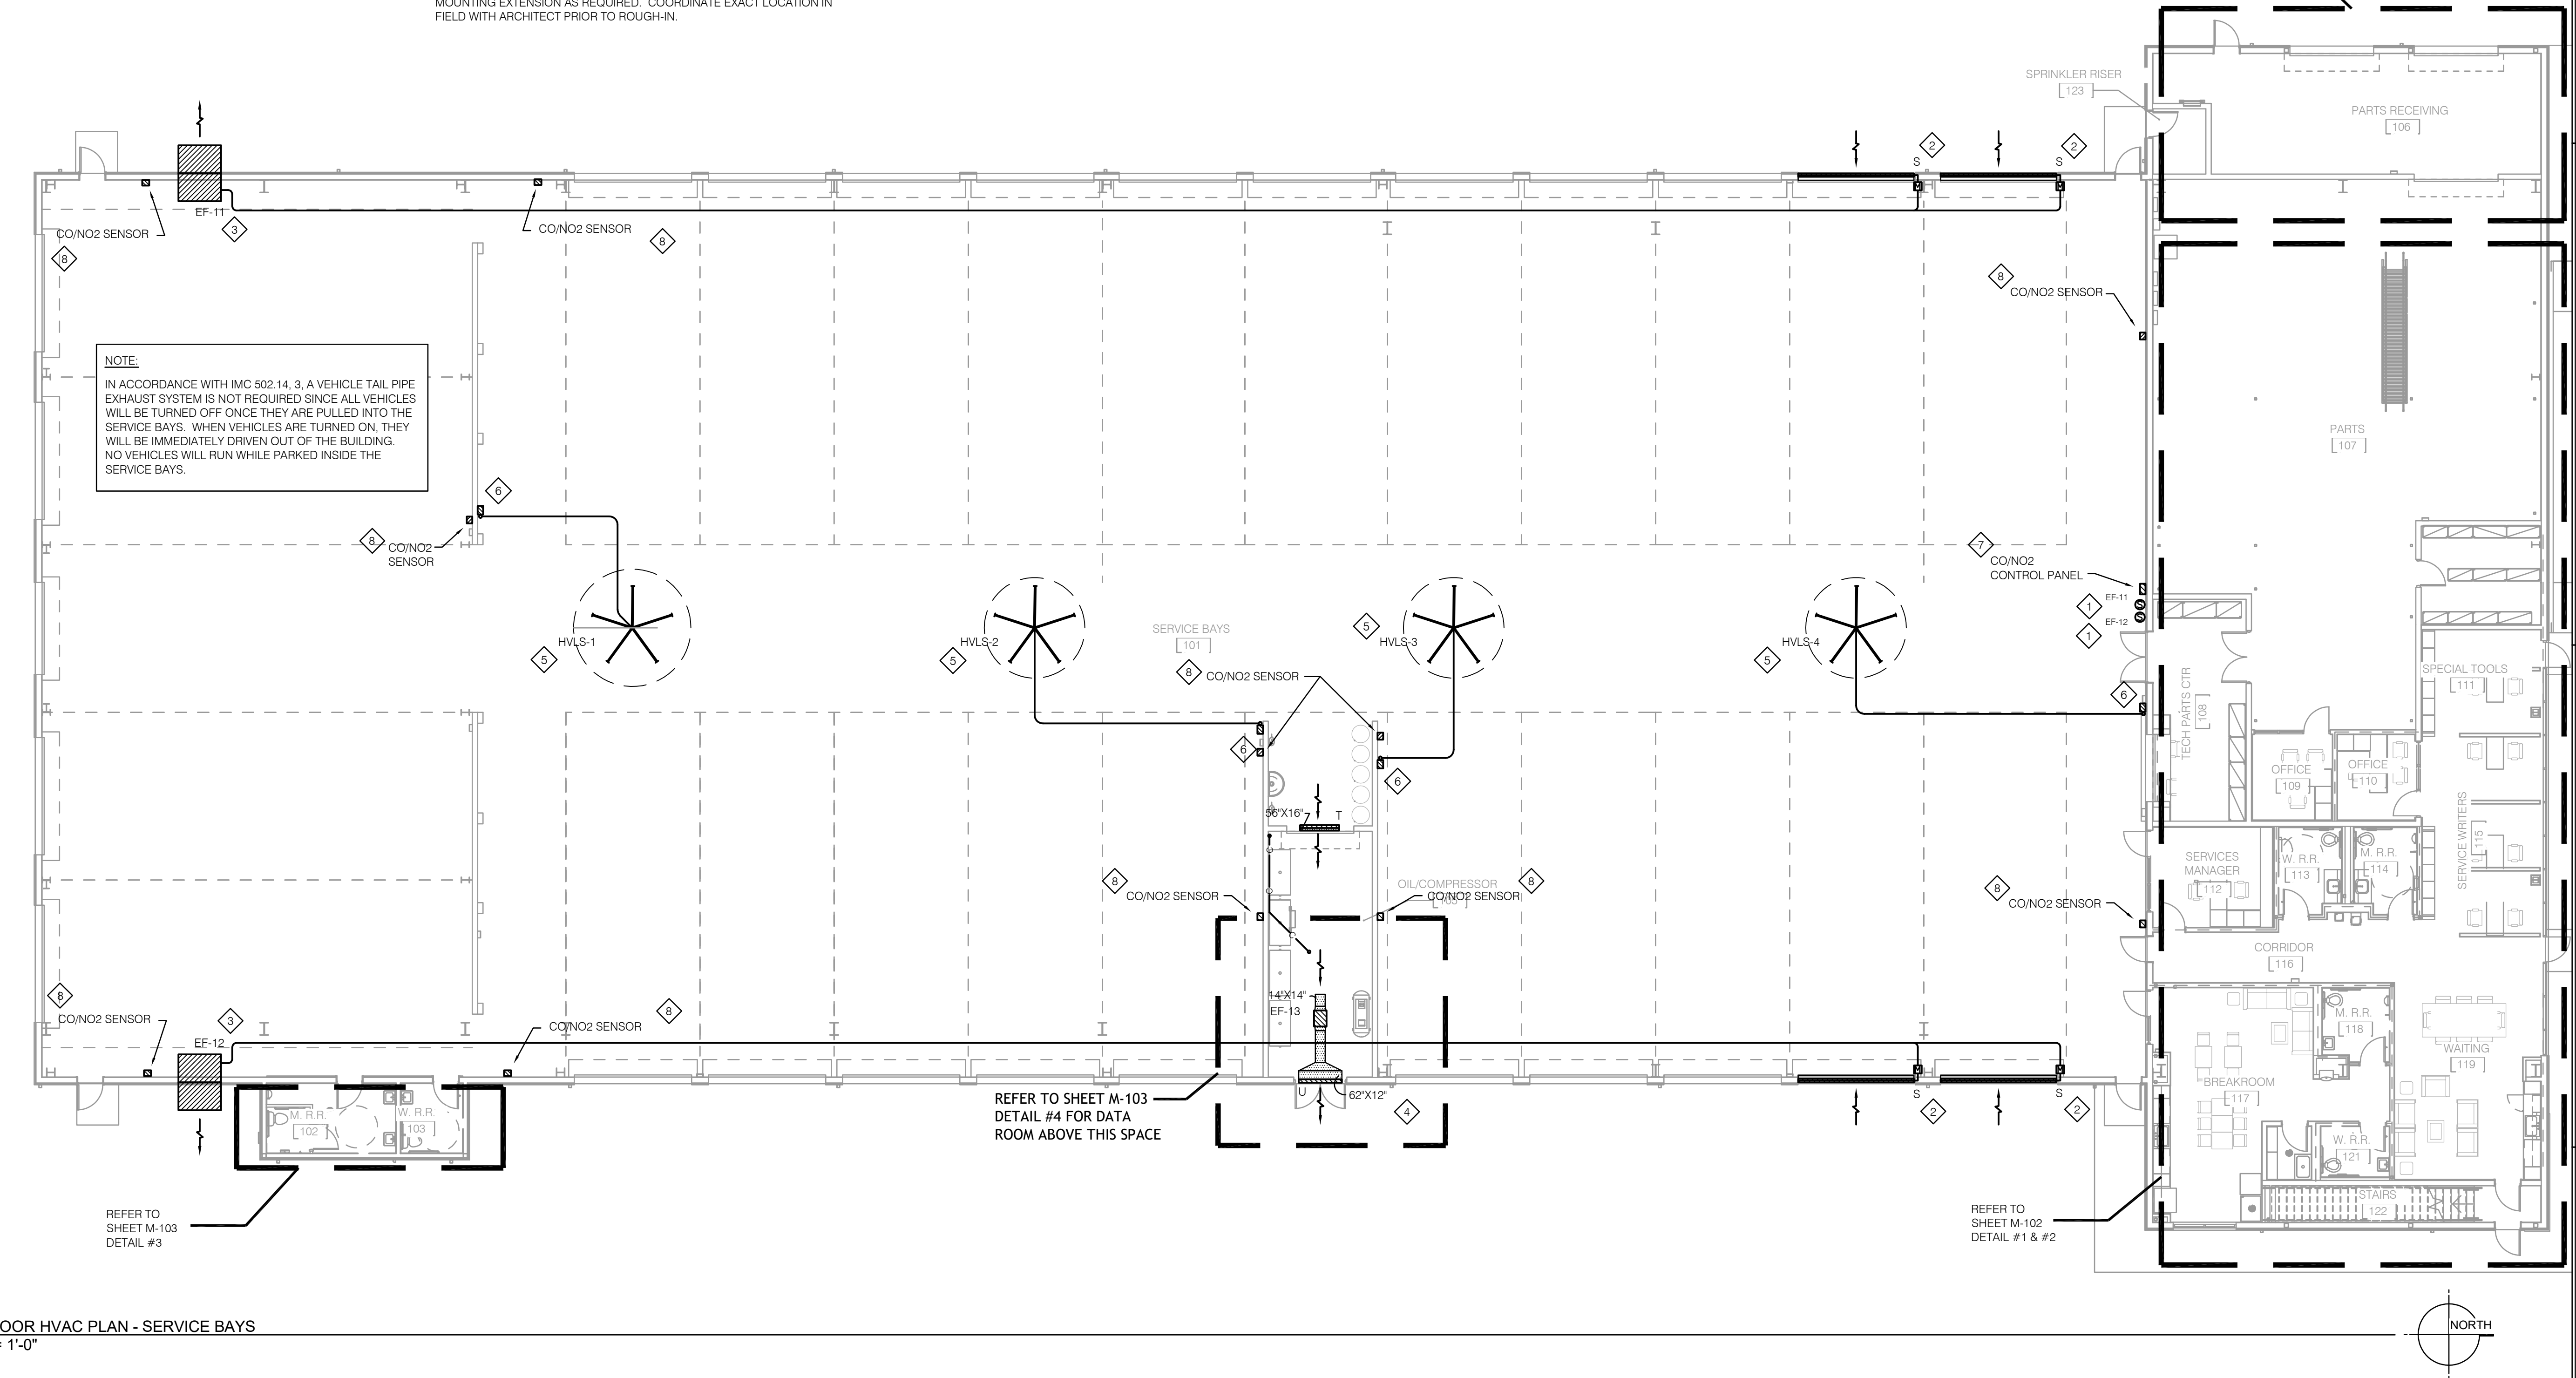 MOUNTING EXTENSION AS REQUIRED.  COORDINATE EXACT LOCATION IN
FIELD WITH ARCHITECT PRIOR TO ROUGH-IN.
SPRINKLER RISER
123
PARTS RECEIVING
106
2
S
2
S
EF-11
3
CO/NO2 SENSOR
8
CO/NO2 SENSOR
8
8
CO/NO2 SENSOR
NOTE:
IN ACCORDANCE WITH IMC 502.14, 3, A VEHICLE TAIL PIPE
EXHAUST SYSTEM IS NOT REQUIRED SINCE ALL VEHICLES
WILL BE TURNED OFF ONCE THEY ARE PULLED INTO THE
SERVICE BAYS.  WHEN VEHICLES ARE TURNED ON, THEY
WILL BE IMMEDIATELY DRIVEN OUT OF THE BUILDING.
NO VEHICLES WILL RUN WHILE PARKED INSIDE THE
SERVICE BAYS.
PARTS
107
6
8
CO/NO2
SENSOR
7
CO/NO2
CONTROL PANEL
EF-11
1
EF-12
1
HVLS-1
5
HVLS-2
5
SERVICE BAYS
101
5
HVLS-3
HVLS-4
5
8
CO/NO2 SENSOR
6
6
6
TECH PARTS CTR
108
SPECIAL TOOLS
111
OFFICE
109
OFFICE
110
56"X16"
T
SERVICE WRITERS
115
SERVICES
MANAGER
112
W. R.R.
113
M. R.R.
114
8
CO/NO2 SENSOR
OIL/COMPRESSOR
8
CO/NO2 SENSOR
8
CO/NO2 SENSOR
CORRIDOR
116
14"X14"
EF-13
8
CO/NO2 SENSOR
3
EF-12
CO/NO2 SENSOR
8
M. R.R.
118
WAITING
119
BREAKROOM
117
U
62"X12"
4
S
2
S
2
REFER TO SHEET M-103
DETAIL #4 FOR DATA
ROOM ABOVE THIS SPACE
M. R.R.
102
W. R.R.
103
W. R.R.
121
STAIRS
122
REFER TO
SHEET M-103
DETAIL #3
REFER TO
SHEET M-102
DETAIL #1 & #2
OOR HVAC PLAN - SERVICE BAYS
= 1'-0"
NORTH